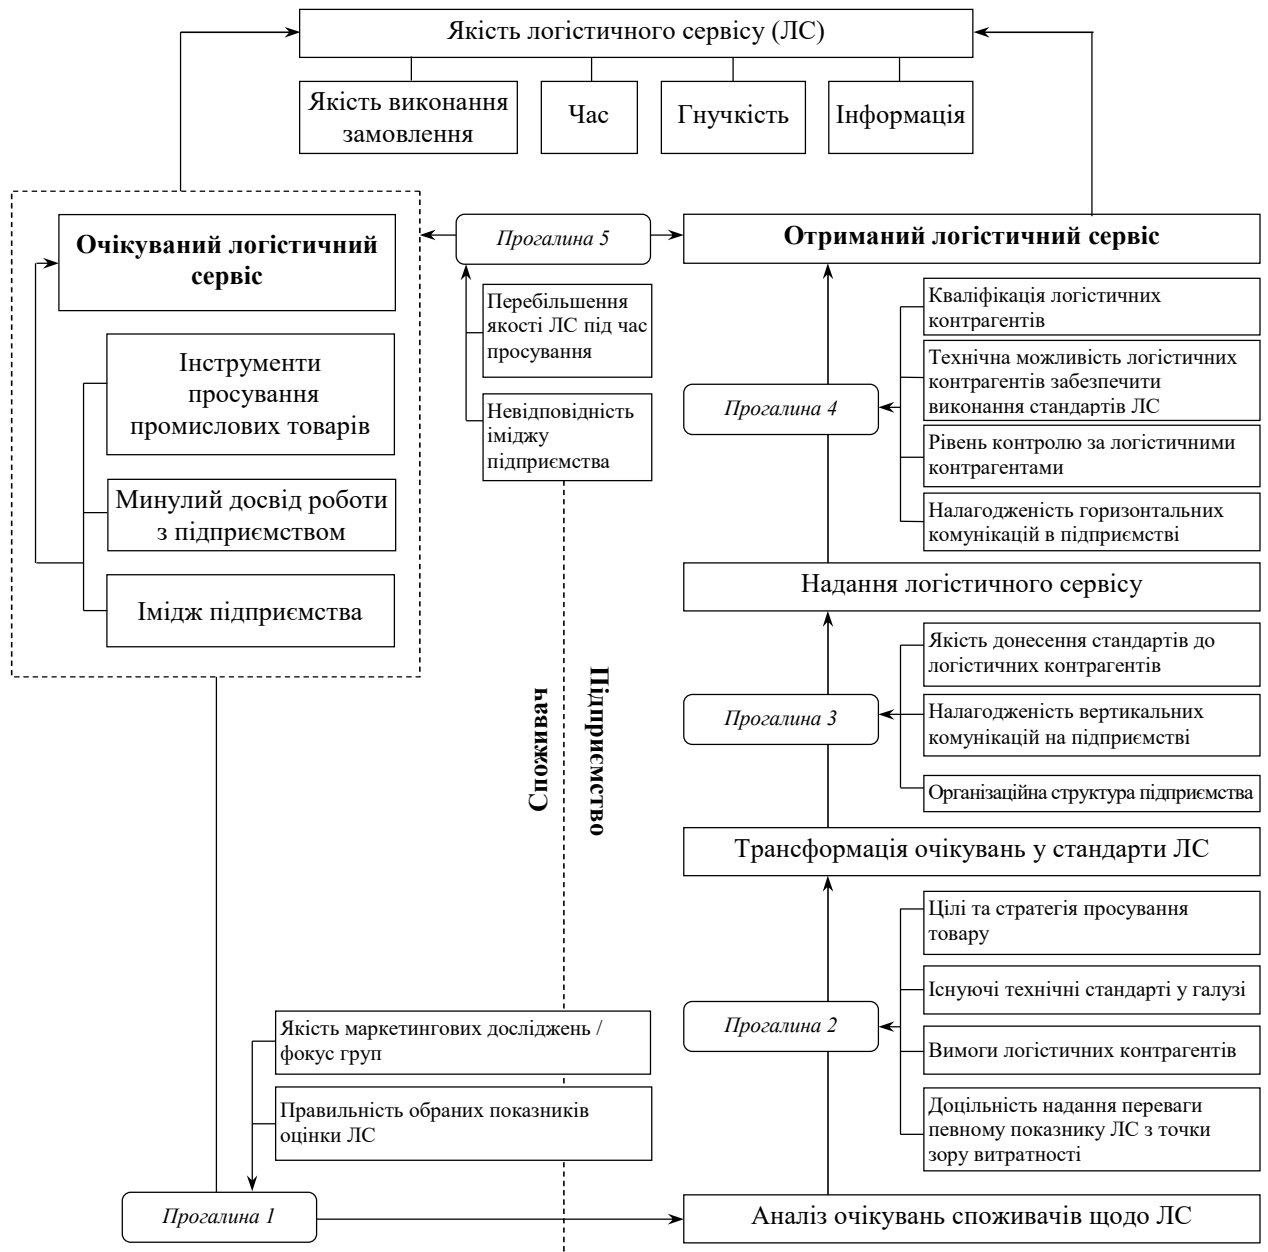 Якість логістичного сервісу (ЛС)
Якість виконання
замовлення
Час
Гнучкість
Інформація
Очікуваний логістичний
сервіс
Інструменти
просування
промислових товарів
Минулий досвід роботи
з підприємством
Імідж підприємства
Прогалина 5
Перебільшення
якості ЛС під час
просування
Невідповідність
іміджу
підприємства
Отриманий логістичний сервіс
Кваліфікація логістичних
контрагентів
Технічна можливість логістичних
контрагентів забезпечити
виконання стандартів ЛС
Прогалина 4
Рівень контролю за логістичними
контрагентами
Налагодженість горизонтальних
комунікацій в підприємстві
Надання логістичного сервісу
Споживач
Підприємство
Якість донесення стандартів до
логістичних контрагентів
Прогалина 3
Налагодженість вертикальних
комунікацій на підприємстві
Організаційна структура підприємства
Трансформація очікувань у стандарти ЛС
Цілі та стратегія просування
товару
Існуючі технічні стандарті у галузі
Прогалина 2
Вимоги логістичних контрагентів
Доцільність надання переваги
певному показнику ЛС з точки
зору витратності
Якість маркетингових досліджень /
фокус груп
Правильність обраних показників
оцінки ЛС
Прогалина 1
Аналіз очікувань споживачів щодо ЛС